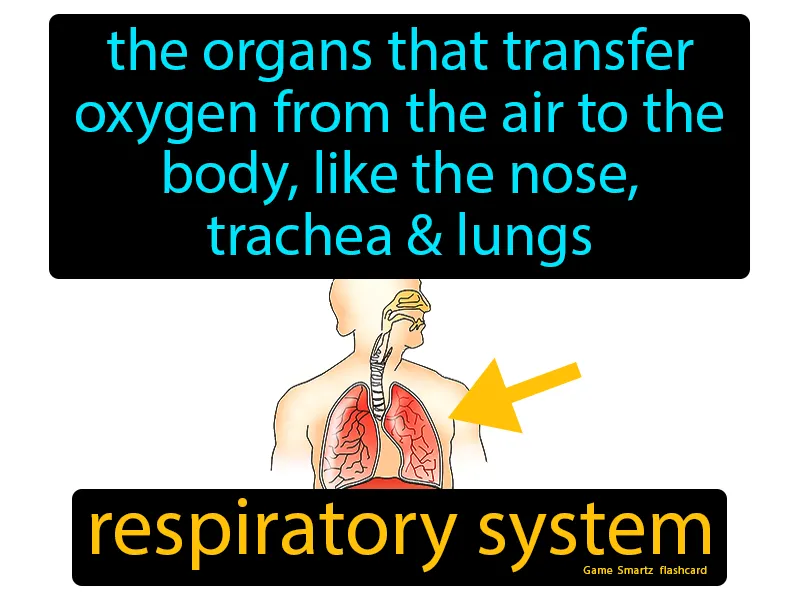 the organs that transfer
oxygen from the air to the
body, like the nose,
trachea & lungs
respiratory system
Game Smartz flashcard